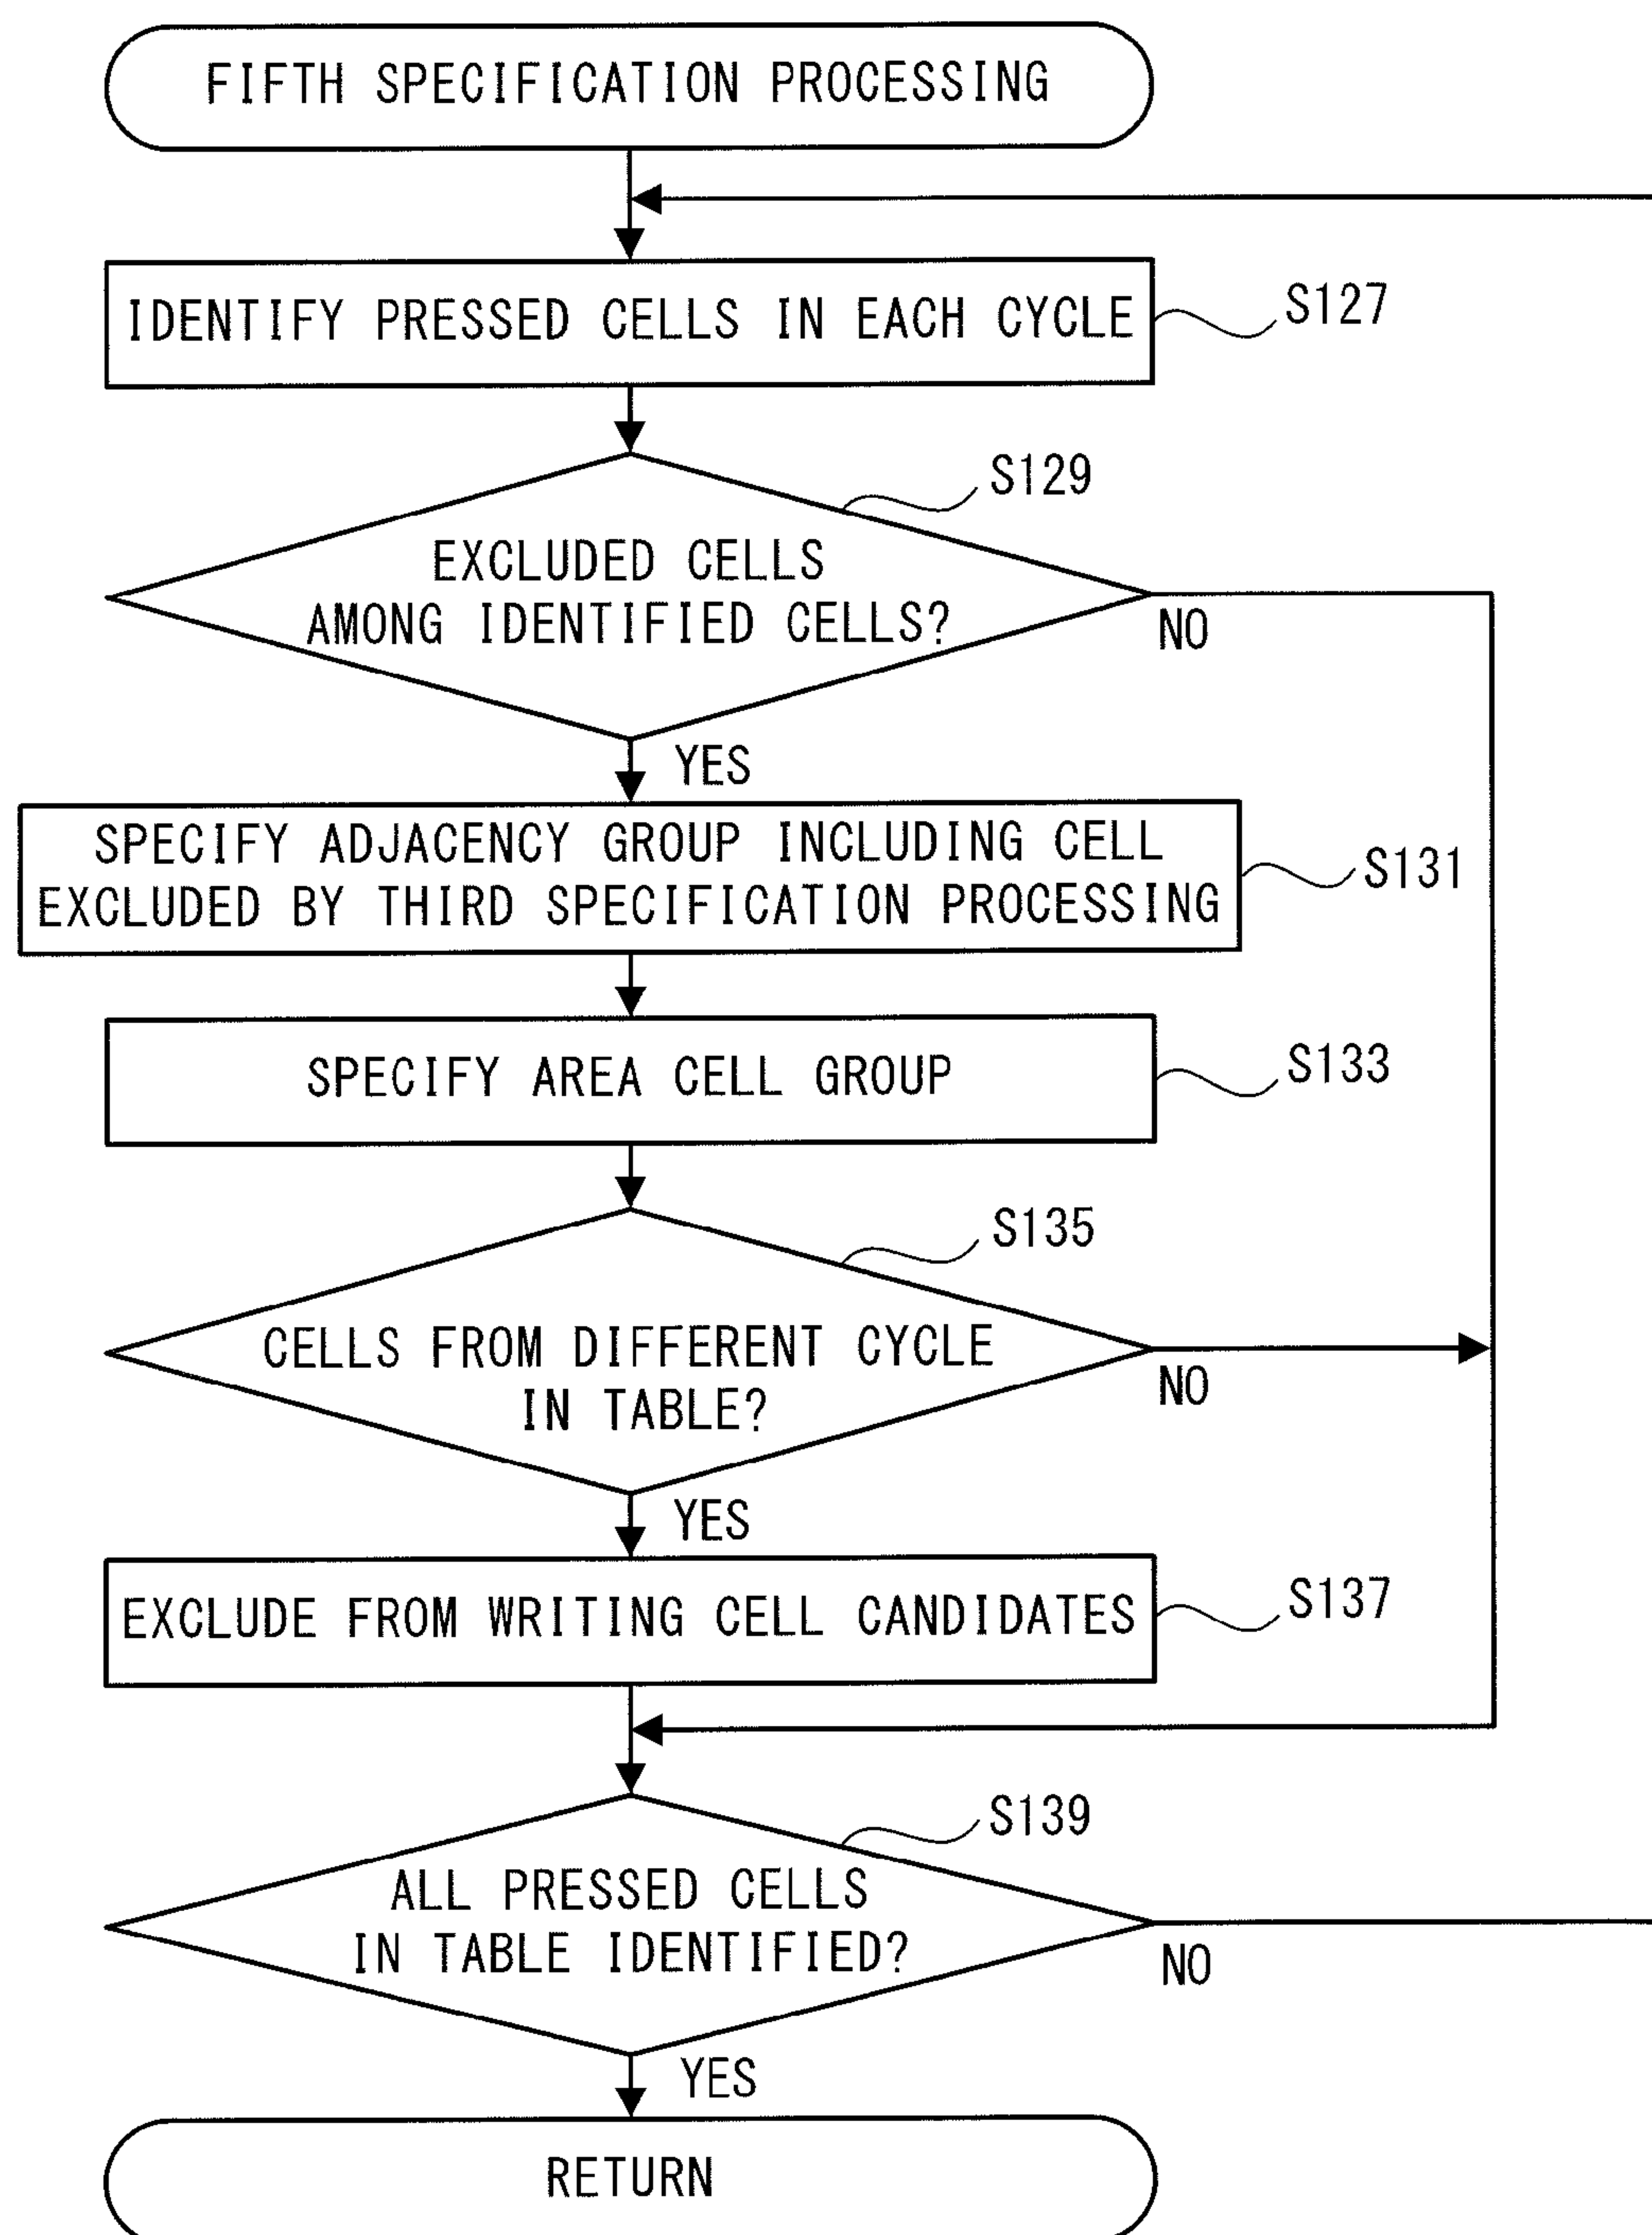 FIFTH SPECIFICATION PROCESSING
IDENTIFY PRESSED CELLS IN EACH CYCLE
S127
S129
EXCLUDED CELLS
AMONG IDENTIFIED CELLS?
NO
YES
SPECIFY ADJACENCY GROUP INCLUDING CELL
EXCLUDED BY THIRD SPECIFICATION PROCESSING
S131
SPECIFY AREA CELL GROUP
S133
S135
CELLS FROM DIFFERENT CYCLE
IN TABLE?
NO
YES
EXCLUDE FROM WRITING CELL CANDIDATES
S137
S139
ALL PRESSED CELLS
IN TABLE IDENTIFIED?
NO
YES
RETURN